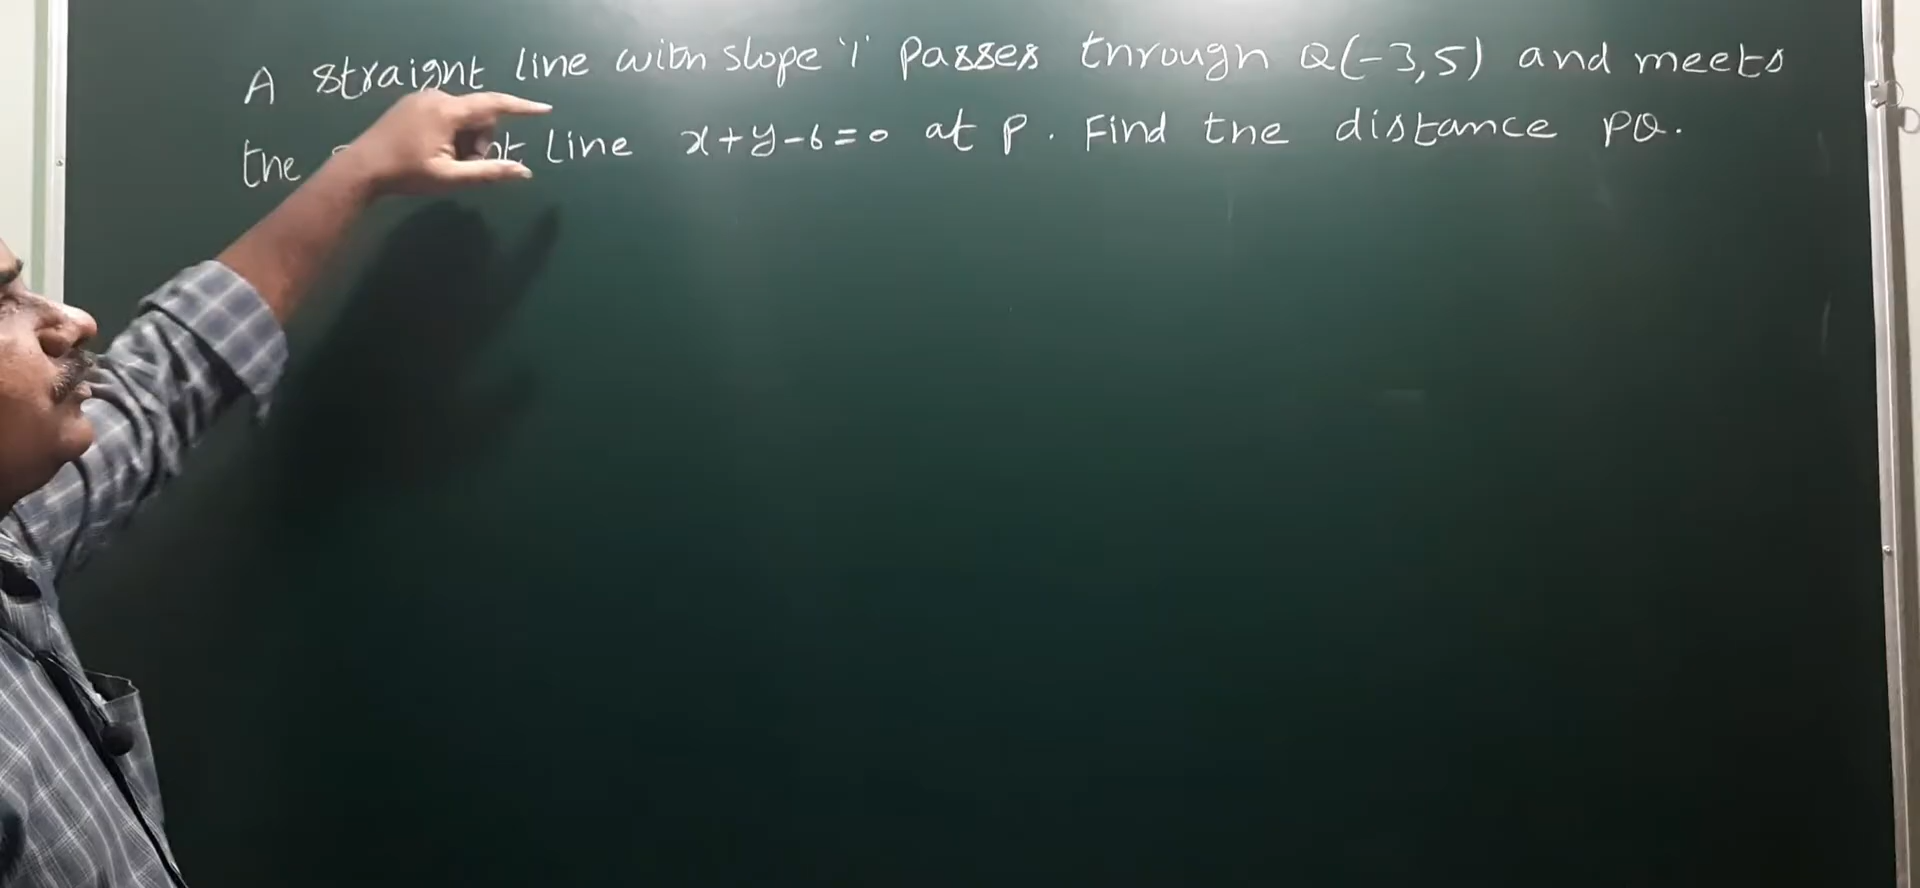 A straight line with slope '1' passes through Q(-3,5) and meets
the line x+y-6=0 at P. Find the distance PQ.